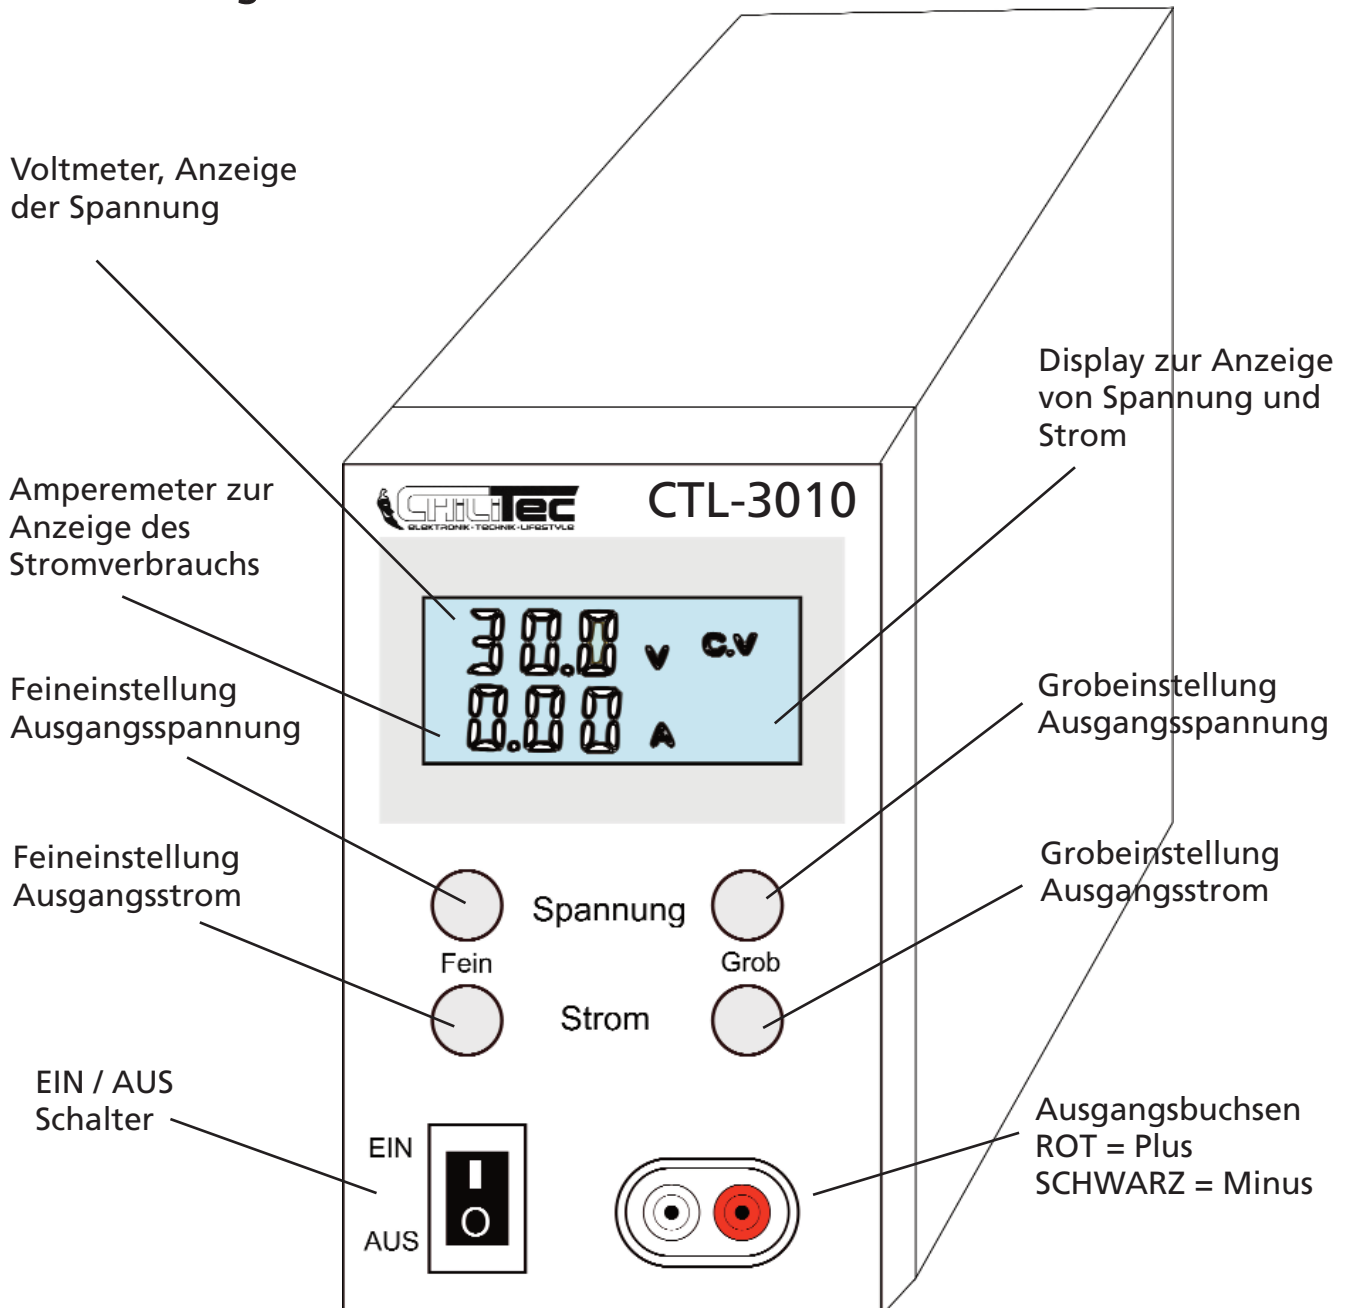 Voltmeter, Anzeige
der Spannung
Display zur Anzeige
von Spannung und
Strom
Amperemeter zur
Anzeige des
Stromverbrauchs
CHILITEC
ELEKTRONIK-TECHNIK-LIFESTYLE
CTL-3010
30.0 V C.V
0.00 A
Feineinstellung
Ausgangsspannung
Grobeinstellung
Ausgangsspannung
Feineinstellung
Ausgangsstrom
Grobeinstellung
Ausgangsstrom
Spannung
Fein
Grob
Strom
EIN / AUS
Schalter
EIN
I
O
AUS
Ausgangsbuchsen
ROT = Plus
SCHWARZ = Minus